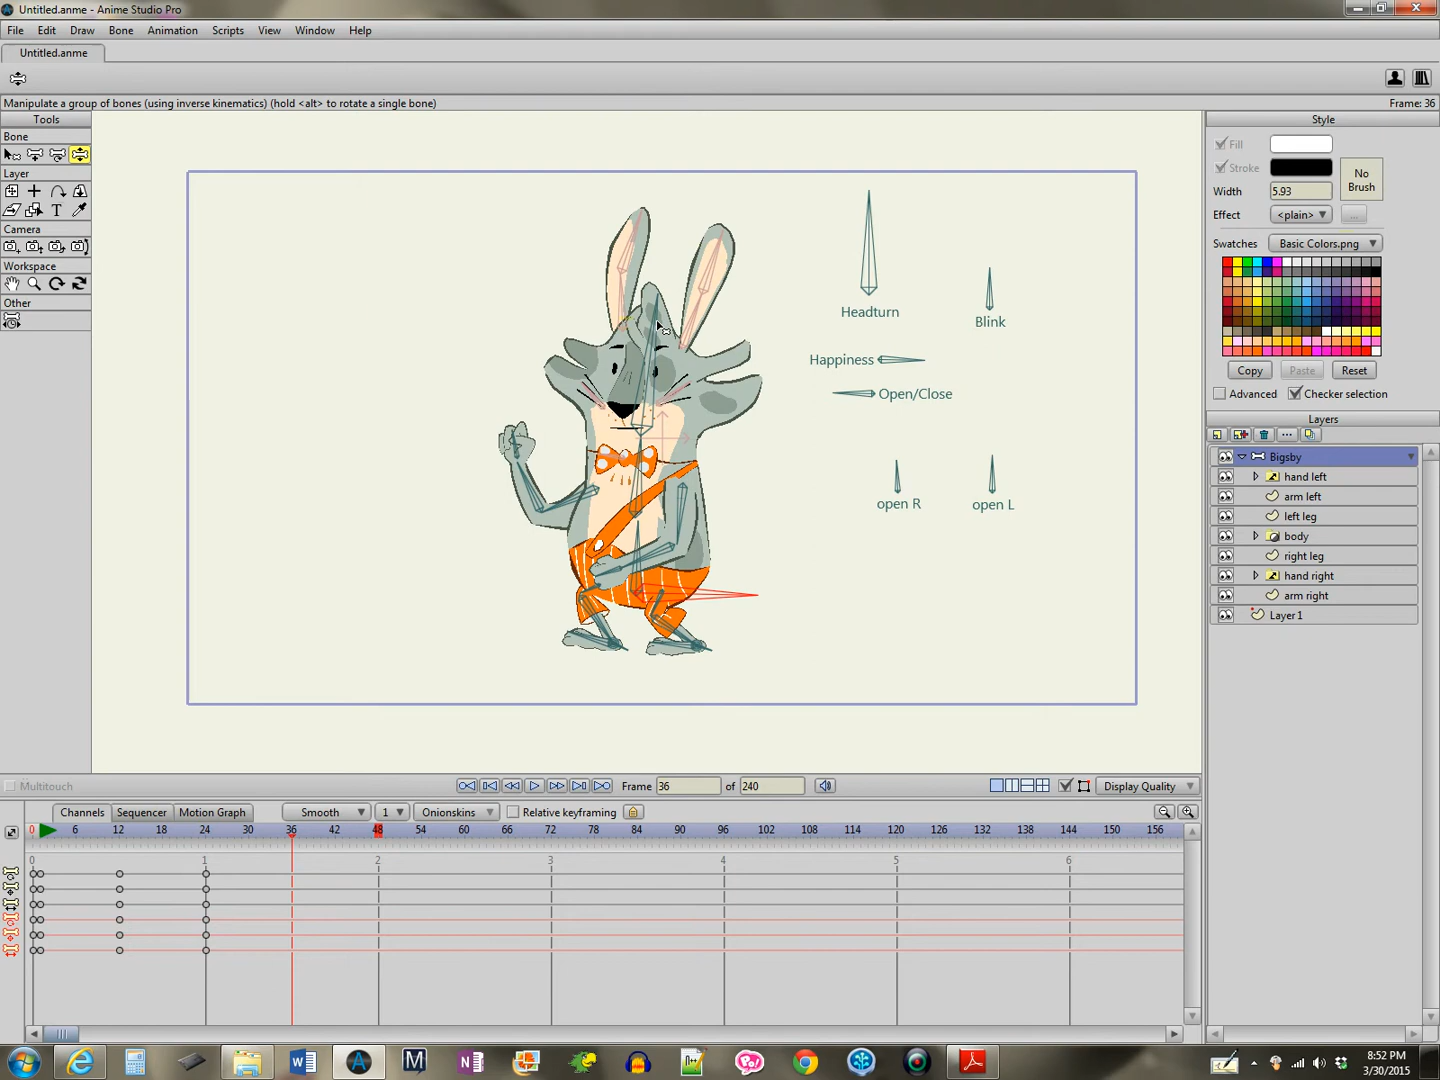 Untitled.anme - Anime Studio Pro
File Edit Draw Bone Animation Scripts View Window Help
Untitled.anme
Manipulate a group of bones (using inverse kinematics) (hold <alt> to rotate a single bone)
Frame: 36
Tools
Bone
Layer
Camera
Workspace
Other
Headturn
Blink
Happiness
Open/Close
open R
open L
Style
Fill
Stroke
No Brush
Width 5.93
Effect <plain> ...
Swatches Basic Colors.png
Copy Paste Reset
Advanced Checker selection
Layers
Bigsby
hand left
arm left
left leg
body
right leg
hand right
arm right
Layer 1
Multitouch
Frame 36 of 240
Display Quality
Channels Sequencer Motion Graph Smooth 1 Onionskins Relative keyframing
0 6 12 18 24 30 36 42 48 54 60 66 72 78 84 90 96 102 108 114 120 126 132 138 144 150 156
0 1 2 3 4 5 6
8:52 PM
3/30/2015